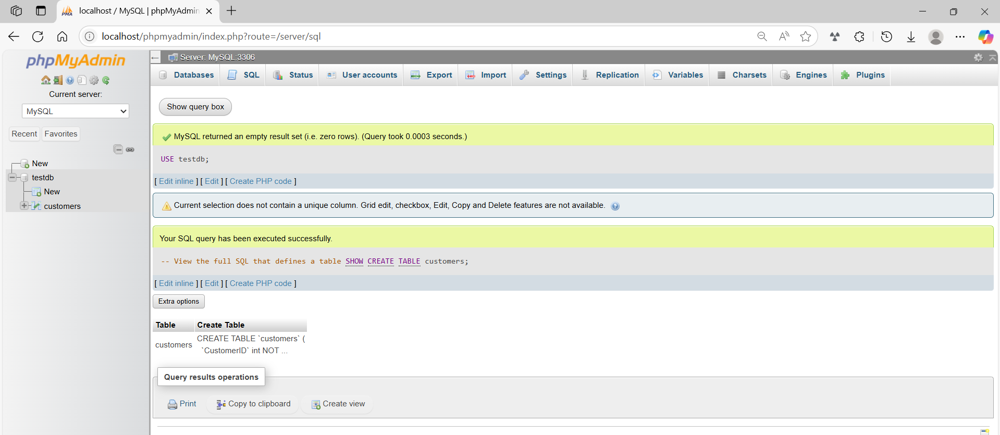 localhost / MySQL | phpMyAdmin
localhost/phpmyadmin/index.php?route=/server/sql
phpMyAdmin
Current server:
MySQL
Recent Favorites
New
testdb
New
customers
Server: MySQL:3306
Databases SQL Status User accounts Export Import Settings Replication Variables Charsets Engines Plugins
Show query box
MySQL returned an empty result set (i.e. zero rows). (Query took 0.0003 seconds.)
USE testdb;
[ Edit inline ] [ Edit ] [ Create PHP code ]
Current selection does not contain a unique column. Grid edit, checkbox, Edit, Copy and Delete features are not available.
Your SQL query has been executed successfully.
-- View the full SQL that defines a table SHOW CREATE TABLE customers;
[ Edit inline ] [ Edit ] [ Create PHP code ]
Extra options
Table Create Table
customers CREATE TABLE `customers` (
`CustomerID` int NOT ...
Query results operations
Print Copy to clipboard Create view